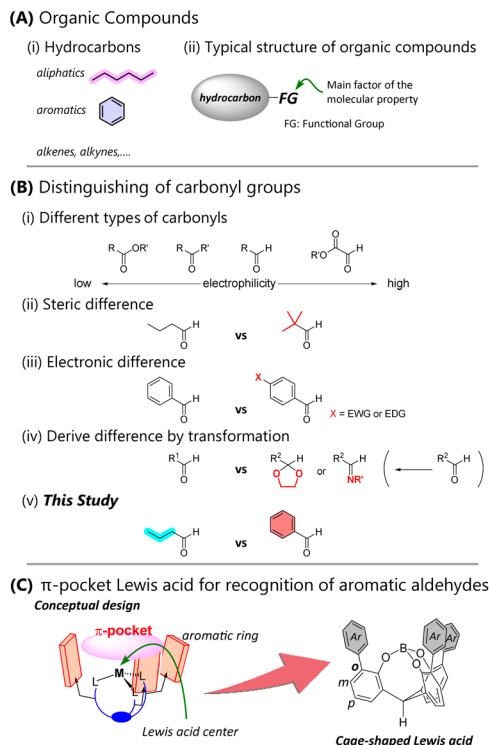 (A) Organic Compounds
(i) Hydrocarbons
(ii) Typical structure of organic compounds
aliphatics
aromatics
alkenes, alkynes,....
hydrocarbon FG
Main factor of the
molecular property
FG: Functional Group
(B) Distinguishing of carbonyl groups
(i) Different types of carbonyls
R OR' O
R R' O
R H O
R'O O H O
low electrophilicity high
(ii) Steric difference
H O vs H O
(iii) Electronic difference
H O vs X H O
X = EWG or EDG
(iv) Derive difference by transformation
R1 H O vs R2 H O O or R2 H NR' ( R2 H O )
(v) This Study
H O vs H O
(C) π-pocket Lewis acid for recognition of aromatic aldehydes
Conceptual design
π-pocket
aromatic ring
M
L L L
Lewis acid center
Ar Ar Ar
B O O O
o
m
p
H
Cage-shaped Lewis acid